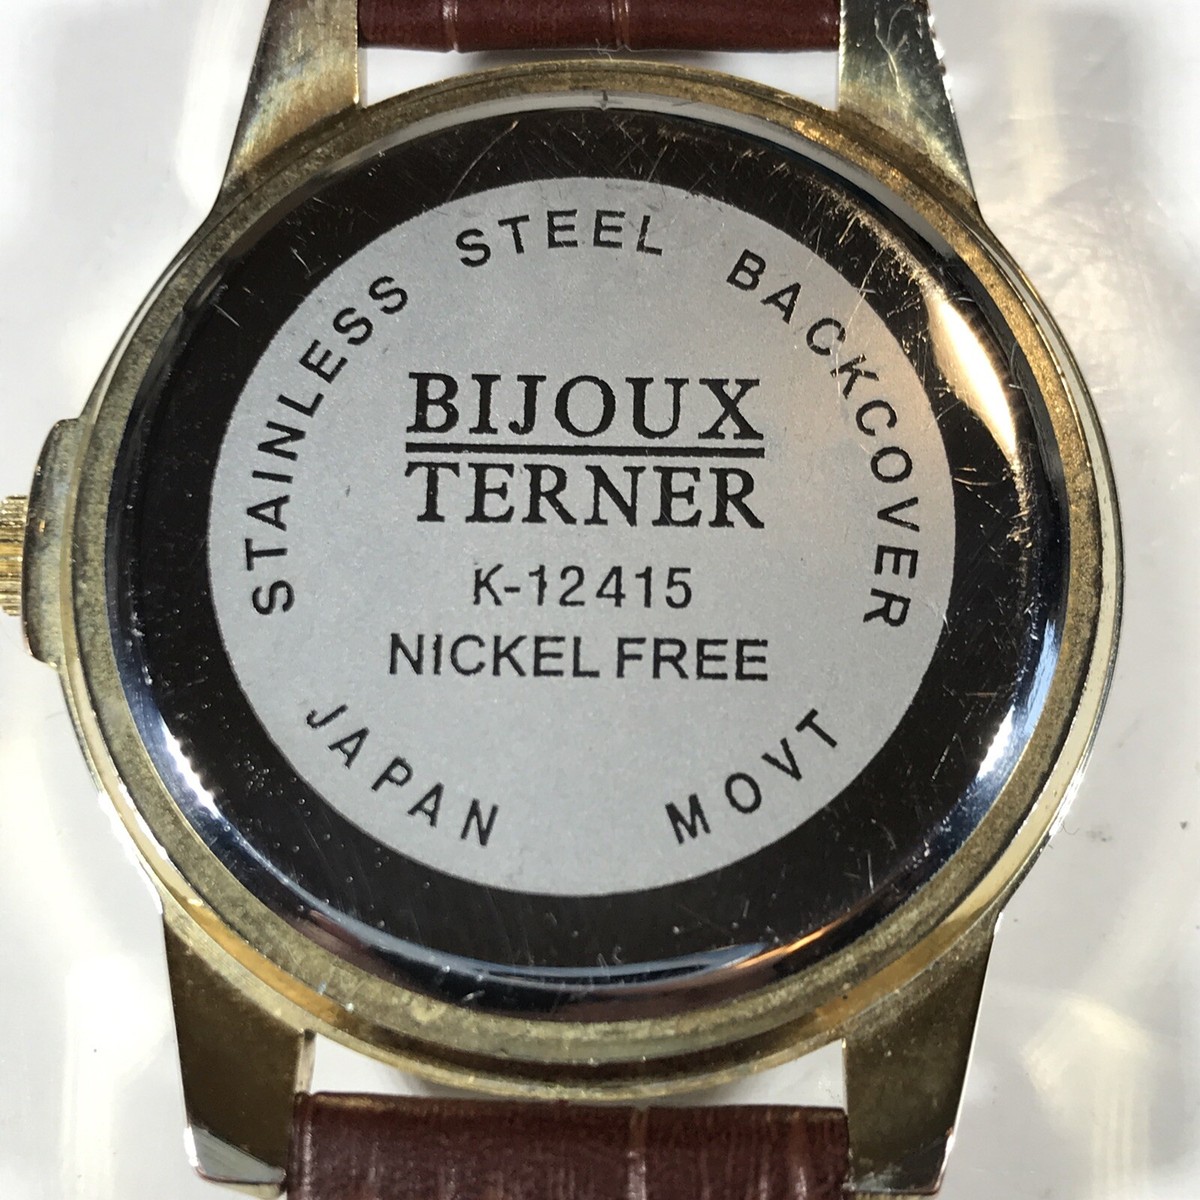 STAINLESS STEEL BACKCOVER
BIJOUX
TERNER
K-12415
NICKEL FREE
JAPAN MOVT